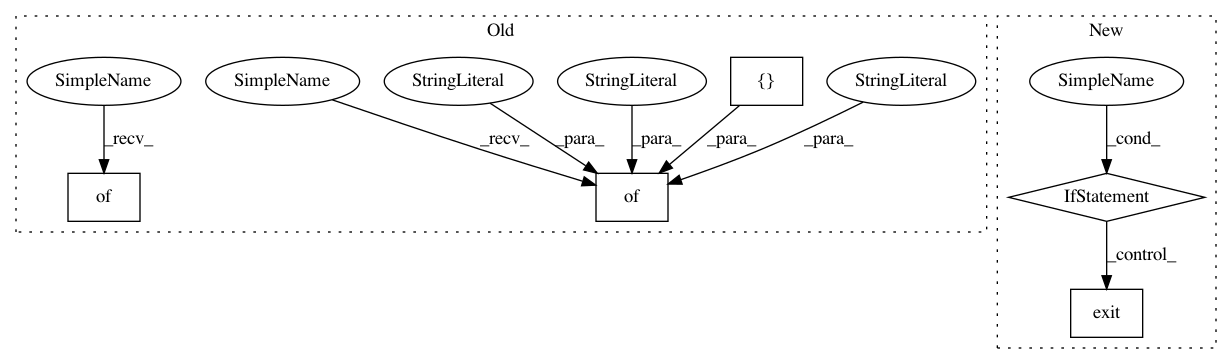 Old
New
SimpleName
SimpleName
StringLiteral
StringLiteral
{}
StringLiteral
SimpleName
_recv_
_recv_
_para_
_para_
_para_
_para_
_cond_
of
of
IfStatement
_control_
exit